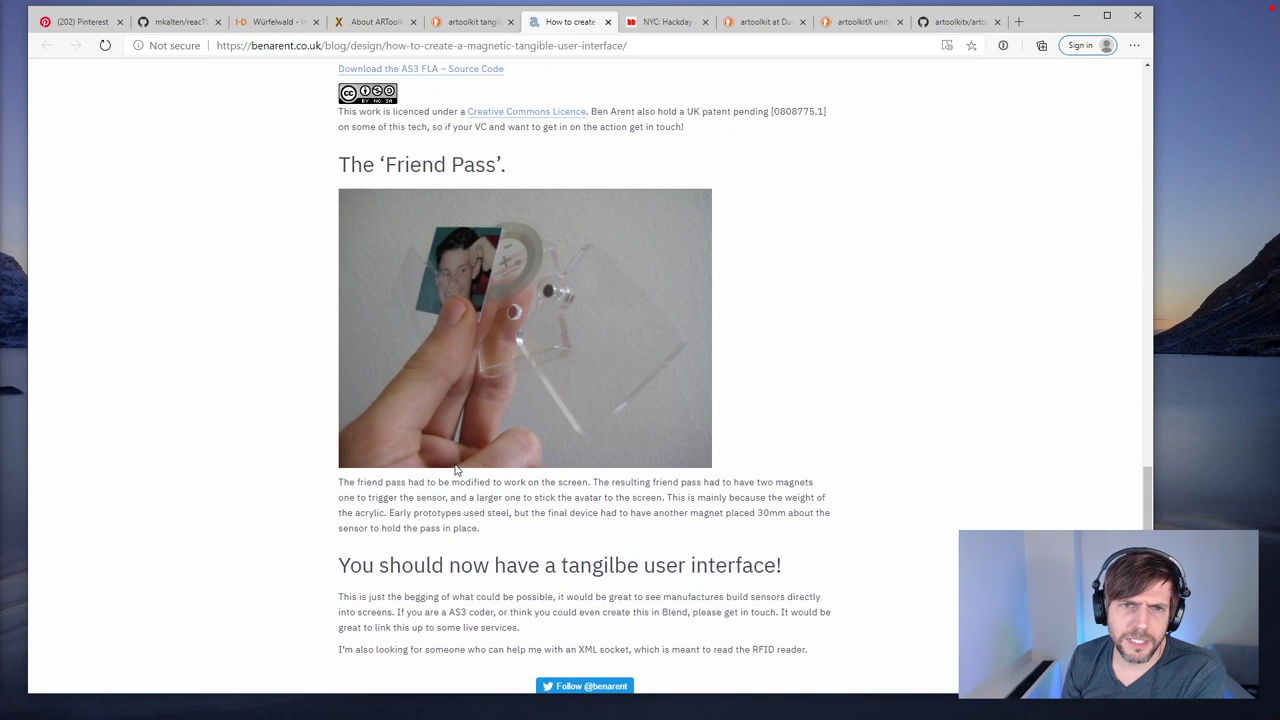 (202) Pinterest
mkalten/reacTI
Würfelwald - I
About ARToolk
artoolkit tangib
How to create
NYC: Hackday
artoolkit at Du
artoolkitX unity
artoolkitx/arto
Not secure
https://benarent.co.uk/blog/design/how-to-create-a-magnetic-tangible-user-interface/
Sign in
Download the AS3 FLA – Source Code
CC BY NC SA
This work is licenced under a Creative Commons Licence. Ben Arent also hold a UK patent pending [0808775.1]
on some of this tech, so if your VC and want to get in on the action get in touch!
The ‘Friend Pass’.
The friend pass had to be modified to work on the screen. The resulting friend pass had to have two magnets
one to trigger the sensor, and a larger one to stick the avatar to the screen. This is mainly because the weight of
the acrylic. Early prototypes used steel, but the final device had to have another magnet placed 30mm about the
sensor to hold the pass in place.
You should now have a tangilbe user interface!
This is just the begging of what could be possible, it would be great to see manufactures build sensors directly
into screens. If you are a AS3 coder, or think you could even create this in Blend, please get in touch. It would be
great to link this up to some live services.
I’m also looking for someone who can help me with an XML socket, which is meant to read the RFID reader.
Follow @benarent